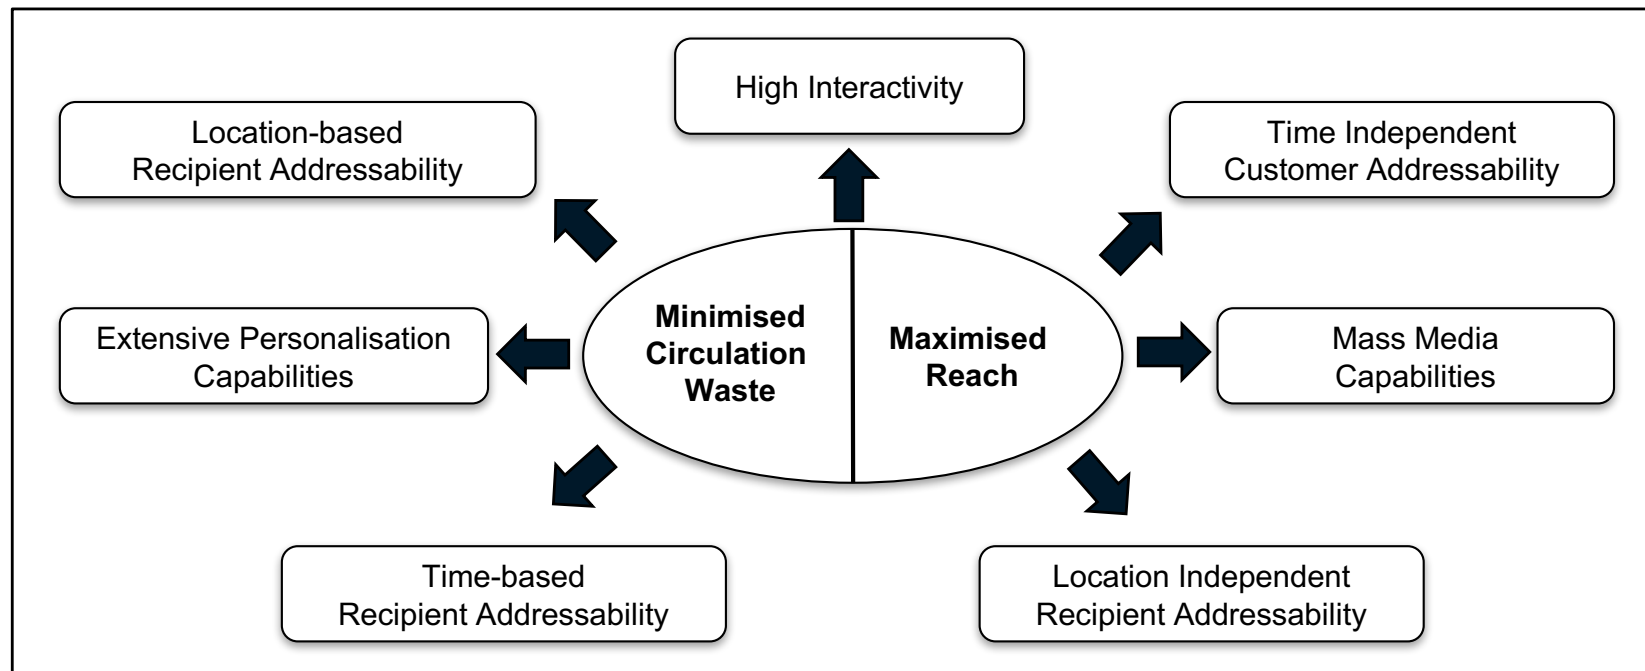 High Interactivity
Location-based
Recipient Addressability
Time Independent
Customer Addressability
Extensive Personalisation
Capabilities
Minimised
Circulation
Waste
Maximised
Reach
Mass Media
Capabilities
Time-based
Recipient Addressability
Location Independent
Recipient Addressability